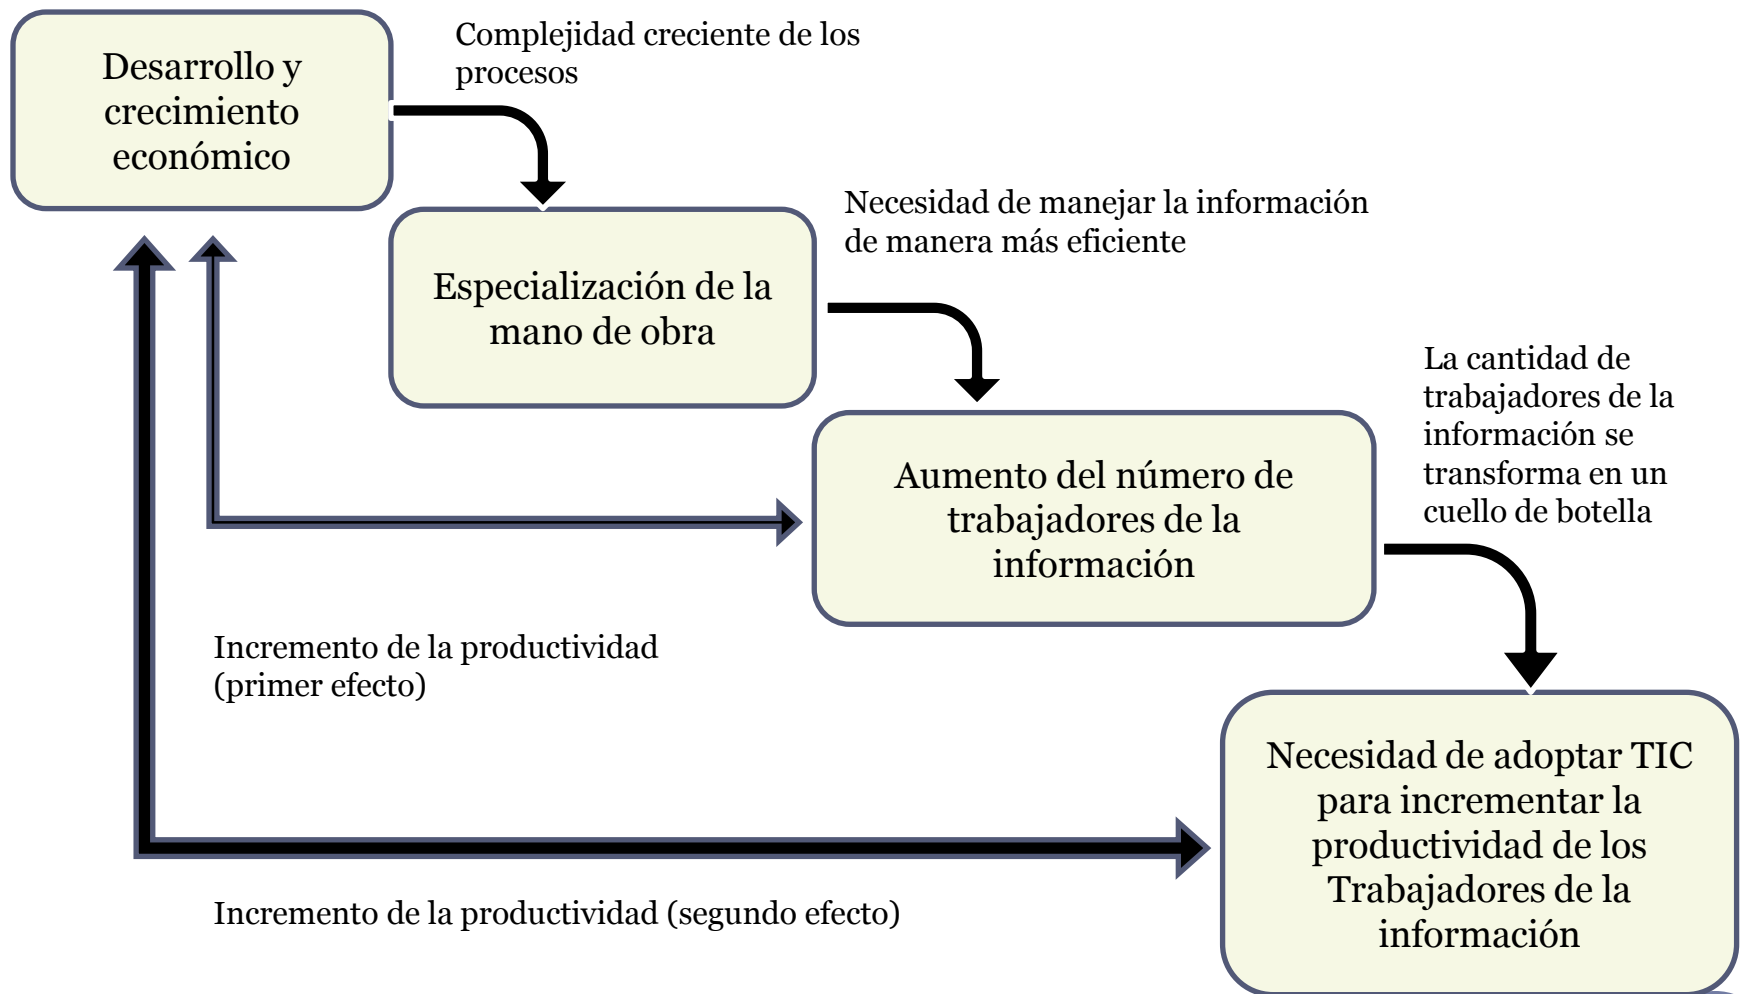 Desarrollo y
crecimiento
económico
Complejidad creciente de los
procesos
Especialización de la
mano de obra
Necesidad de manejar la información
de manera más eficiente
Aumento del número de
trabajadores de la
información
La cantidad de
trabajadores de la
información se
transforma en un
cuello de botella
Incremento de la productividad
(primer efecto)
Necesidad de adoptar TIC
para incrementar la
productividad de los
Trabajadores de la
información
Incremento de la productividad (segundo efecto)